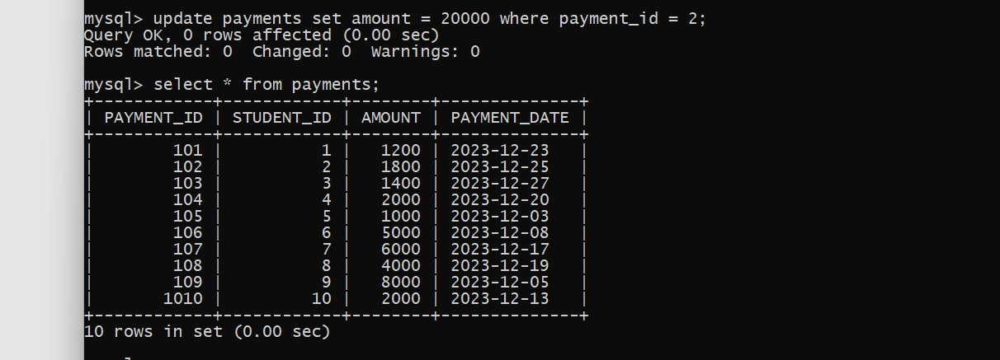 mysql> update payments set amount = 20000 where payment_id = 2;
Query OK, 0 rows affected (0.00 sec)
Rows matched: 0  Changed: 0  Warnings: 0
mysql> select * from payments;
+------------+------------+--------+--------------+
| PAYMENT_ID | STUDENT_ID | AMOUNT | PAYMENT_DATE |
+------------+------------+--------+--------------+
|        101 |          1 |   1200 | 2023-12-23   |
|        102 |          2 |   1800 | 2023-12-25   |
|        103 |          3 |   1400 | 2023-12-27   |
|        104 |          4 |   2000 | 2023-12-20   |
|        105 |          5 |   1000 | 2023-12-03   |
|        106 |          6 |   5000 | 2023-12-08   |
|        107 |          7 |   6000 | 2023-12-17   |
|        108 |          8 |   4000 | 2023-12-19   |
|        109 |          9 |   8000 | 2023-12-05   |
|       1010 |         10 |   2000 | 2023-12-13   |
+------------+------------+--------+--------------+
10 rows in set (0.00 sec)